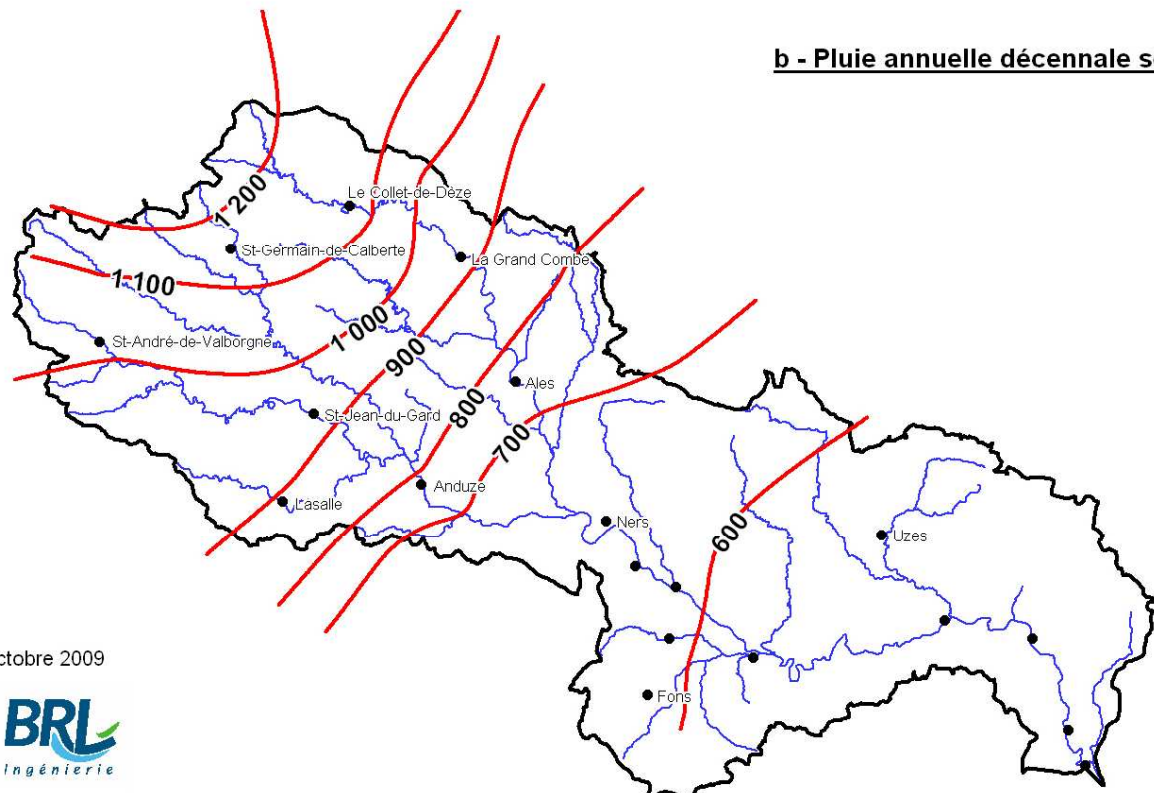 b - Pluie annuelle décennale s
1 200
Le Collet-de-Dèze
St-Germain-de-Calberte
La Grand Combe
1 100
1 000
St-André-de-Valborgne
900
Ales
800
St-Jean-du-Gard
700
Anduze
Lasalle
Ners
600
Uzes
ctobre 2009
Fons
BRL
Ingénierie